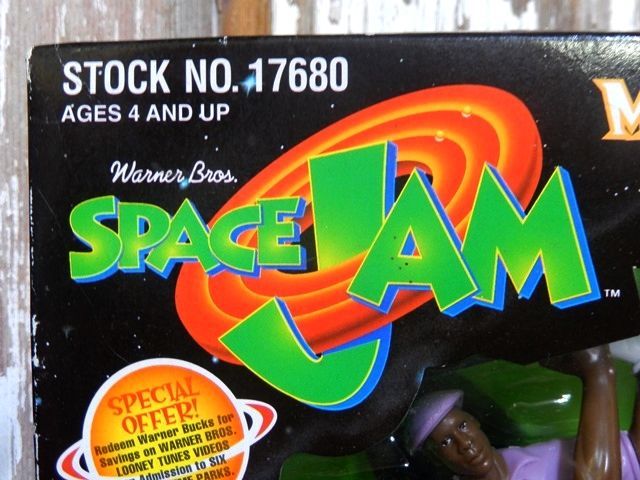 STOCK NO. 17680
AGES 4 AND UP
Warner Bros.
SPACE JAM
TM
SPECIAL
OFFER!
Redeem Warner Bucks for
Savings on WARNER BROS.
LOONEY TUNES VIDEOS
Admission to SIX
PARKS.